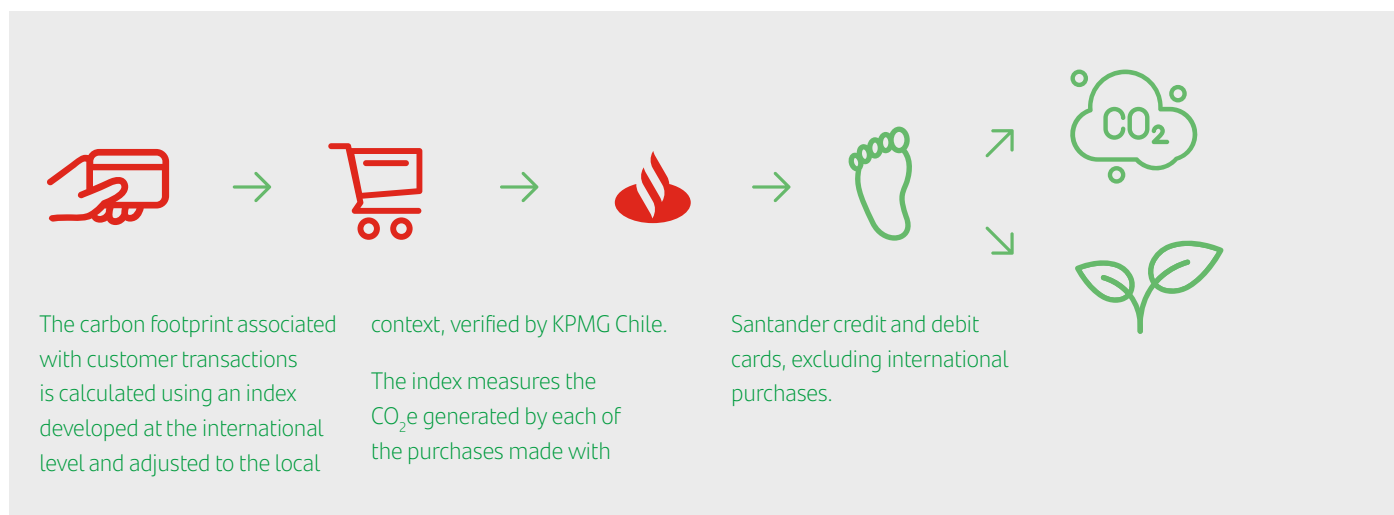 CO₂
The carbon footprint associated
with customer transactions
is calculated using an index
developed at the international
level and adjusted to the local
context, verified by KPMG Chile.
The index measures the
CO₂e generated by each of
the purchases made with
Santander credit and debit
cards, excluding international
purchases.